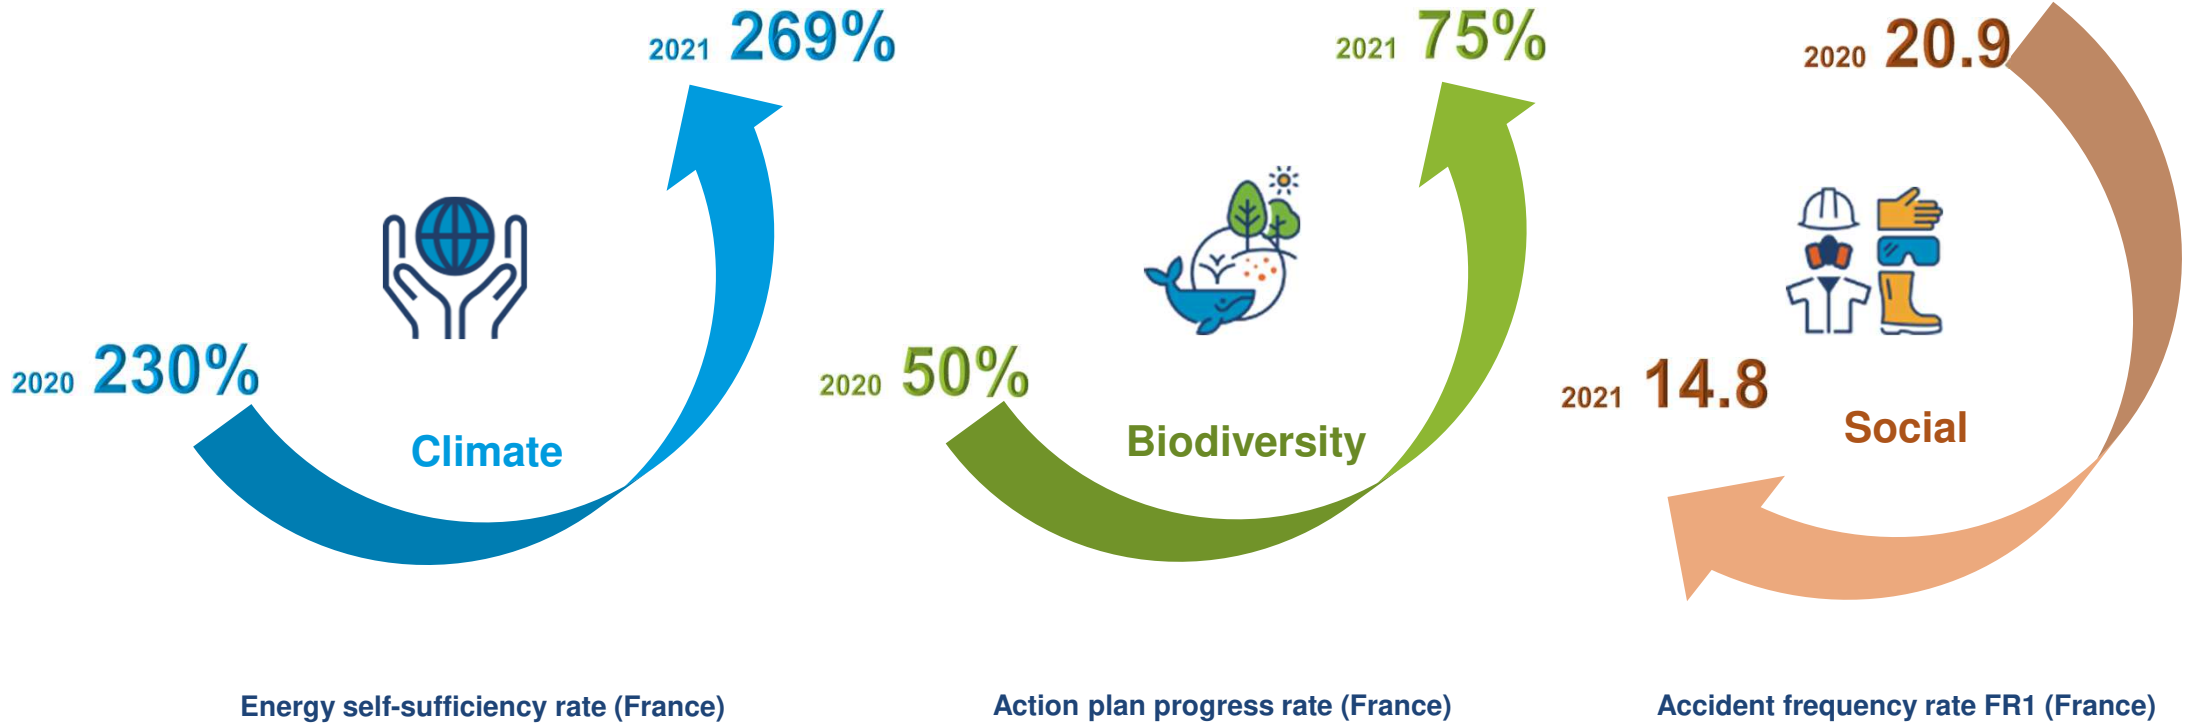 2021 269%
2020 230%
Climate
Energy self-sufficiency rate (France)
2021 75%
2020 50%
Biodiversity
Action plan progress rate (France)
2020 20.9
2021 14.8
Social
Accident frequency rate FR1 (France)